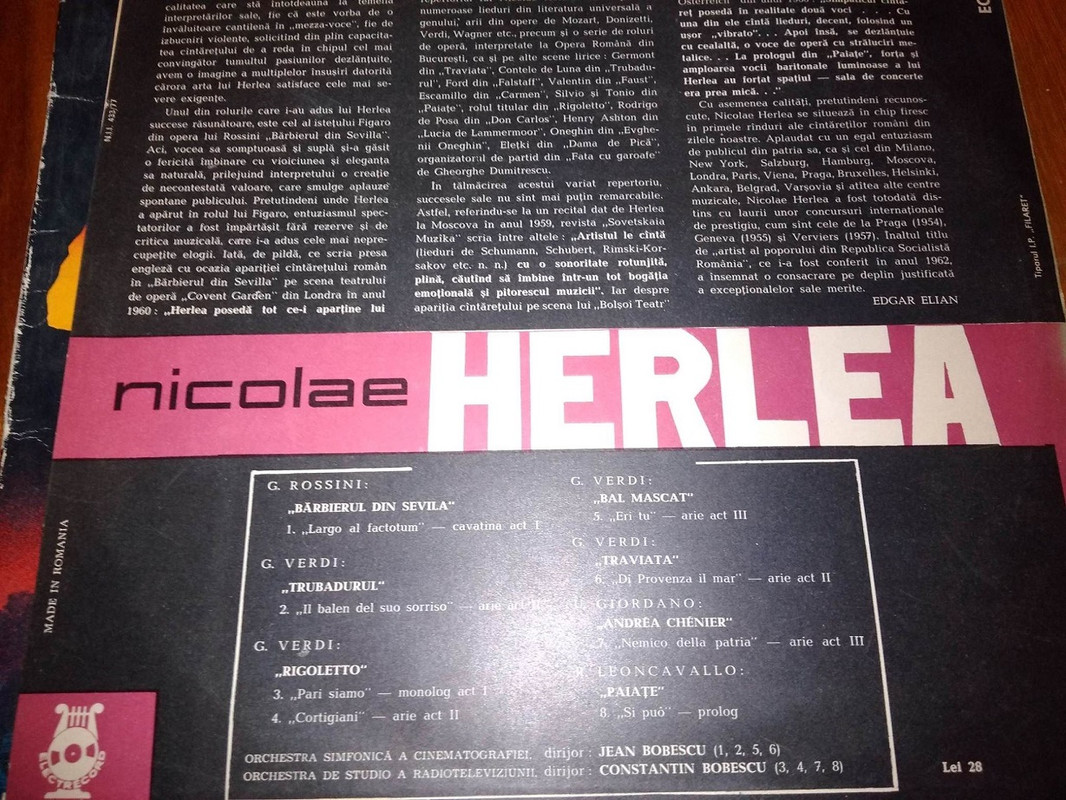 calitatea care stă întotdeauna la temelia
interpretărilor sale, fie că este vorba de o
învăluitoare cantilenă în „mezza-voce", fie de
izbucniri violente, solicitînd din plin capacita-
tea cîntărețului de a reda în chipul cel mai
convingător tumultul pasiunilor dezlănțuite,
avem o imagine a multiplelor însușiri datorită
cărora arta lui Herlea satisface cele mai se-
vere exigențe.
Unul din rolurile care i-au adus lui Herlea
succese răsunătoare, este cel al istețului Figaro
din opera lui Rossini „Bărbierul din Sevilla".
Aci, vocea sa somptuoasă și suplă și-a găsit
o fericită îmbinare cu vioiciunea și eleganța
sa naturală, prilejuind interpretului o creație
de necontestată valoare, care smulge aplauze
spontane publicului. Pretutindeni unde Herlea
a apărut în rolul lui Figaro, entuziasmul spec-
tatorilor a fost împărtășit fără rezerve și de
critica muzicală, care i-a adus cele mai nepre-
cupețite elogii. Iată, de pildă, ce scria presa
engleză cu ocazia apariției cîntărețului român
în „Bărbierul din Sevilla" pe scena teatrului
de operă „Covent Garden" din Londra în anul
1960: „Herlea posedă tot ce-i aparține lui
numeroase lieduri din literatura universală a
genului, arii din opere de Mozart, Donizetti,
Verdi, Wagner etc., precum și o serie de roluri
de operă, interpretate la Opera Română din
București, ca și pe alte scene lirice: Germont
din „Traviata", Contele de Luna din „Trubadu-
rul", Ford din „Falstaff", Valentin din „Faust",
Escamillo din „Carmen", Silvio și Tonio din
„Paiațe", rolul titular din „Rigoletto", Rodrigo
de Posa din „Don Carlos", Henry Ashton din
„Lucia de Lammermoor", Oneghin din „Evghe-
nii Oneghin", Elețki din „Dama de Pică",
organizatorul de partid din „Fata cu garoafe"
de Gheorghe Dumitrescu.
În tălmăcirea acestui variat repertoriu,
succesele sale nu sînt mai puțin remarcabile.
Astfel, referindu-se la un recital dat de Herlea
la Moscova în anul 1959, revista „Sovetskaia
Muzîka" scria între altele: „Artistul le cîntă
(lieduri de Schumann, Schubert, Rimski-Kor-
sakov etc. n. n.) cu o sonoritate rotunjită,
plină, căutînd să îmbine într-un tot bogăția
emoțională și pitorescul muzicii". Iar despre
apariția cîntărețului pe scena lui „Bolșoi Teatr"
reț posedă în realitate două voci . . . Cu
una din ele cîntă lieduri, decent, folosind un
ușor „vibrato". . . Apoi însă, se dezlănțuie
cu cealaltă, o voce de operă cu străluciri me-
talice. . . La prologul din „Paiațe", forța și
amploarea vocii baritonale luminoase a lui
Herlea au forțat spațiul — sala de concerte
era prea mică. . ."
Cu asemenea calități, pretutindeni recunos-
cute, Nicolae Herlea se situează în chip firesc
în primele rînduri ale cîntăreților români din
zilele noastre. Aplaudat cu un egal entuziasm
de publicul din patria sa, ca și cel din Milano,
New York, Salzburg, Hamburg, Moscova,
Londra, Paris, Viena, Praga, Bruxelles, Helsinki,
Ankara, Belgrad, Varșovia și atîtea alte centre
muzicale, Nicolae Herlea a fost totodată dis-
tins cu laurii unor concursuri internaționale
de prestigiu, cum sînt cele de la Praga (1954),
Geneva (1955) și Verviers (1957). Înaltul titlu
de „artist al poporului din Republica Socialistă
România", ce i-a fost conferit în anul 1962,
a însemnat o consacrare pe deplin justificată
a excepționalelor sale merite.
EDGAR ELIAN
N.I.I. 433/77
Tiparul I.P. „FILARET"
nicolae HERLEA
MADE IN ROMANIA
G. ROSSINI:
„BĂRBIERUL DIN SEVILA"
1. „Largo al factotum" — cavatina act I
G. VERDI:
„TRUBADURUL"
2. „Il balen del suo sorriso" — arie act II
G. VERDI:
„RIGOLETTO"
3. „Pari siamo" — monolog act I
4. „Cortigiani" — arie act II
G. VERDI:
„BAL MASCAT"
5. „Eri tu" — arie act III
G. VERDI:
„TRAVIATA"
6. „Di Provenza il mar" — arie act II
U. GIORDANO:
„ANDRÉA CHÉNIER"
7. „Nemico della patria" — arie act III
R. LEONCAVALLO:
„PAIAȚE"
8. „Si puó" — prolog
ORCHESTRA SIMFONICĂ A CINEMATOGRAFIEI, dirijor: JEAN BOBESCU (1, 2, 5, 6)
ORCHESTRA DE STUDIO A RADIOTELEVIZIUNII, dirijor: CONSTANTIN BOBESCU (3, 4, 7, 8)
Lei 28
ELECTRECORD